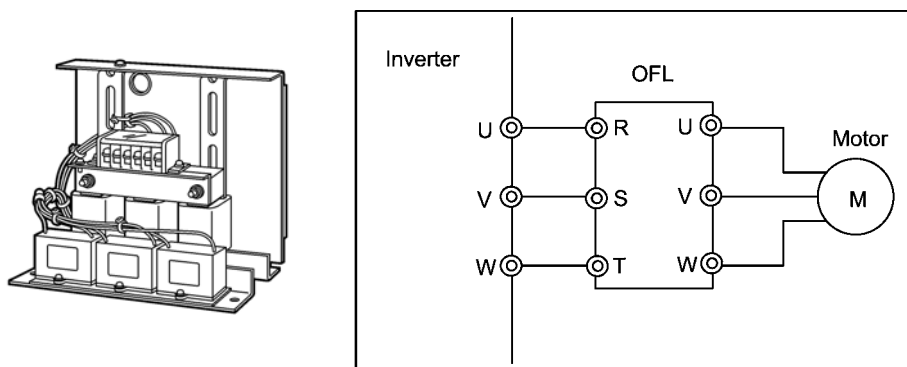 Inverter
OFL
U R U
Motor
V S V M
W T W